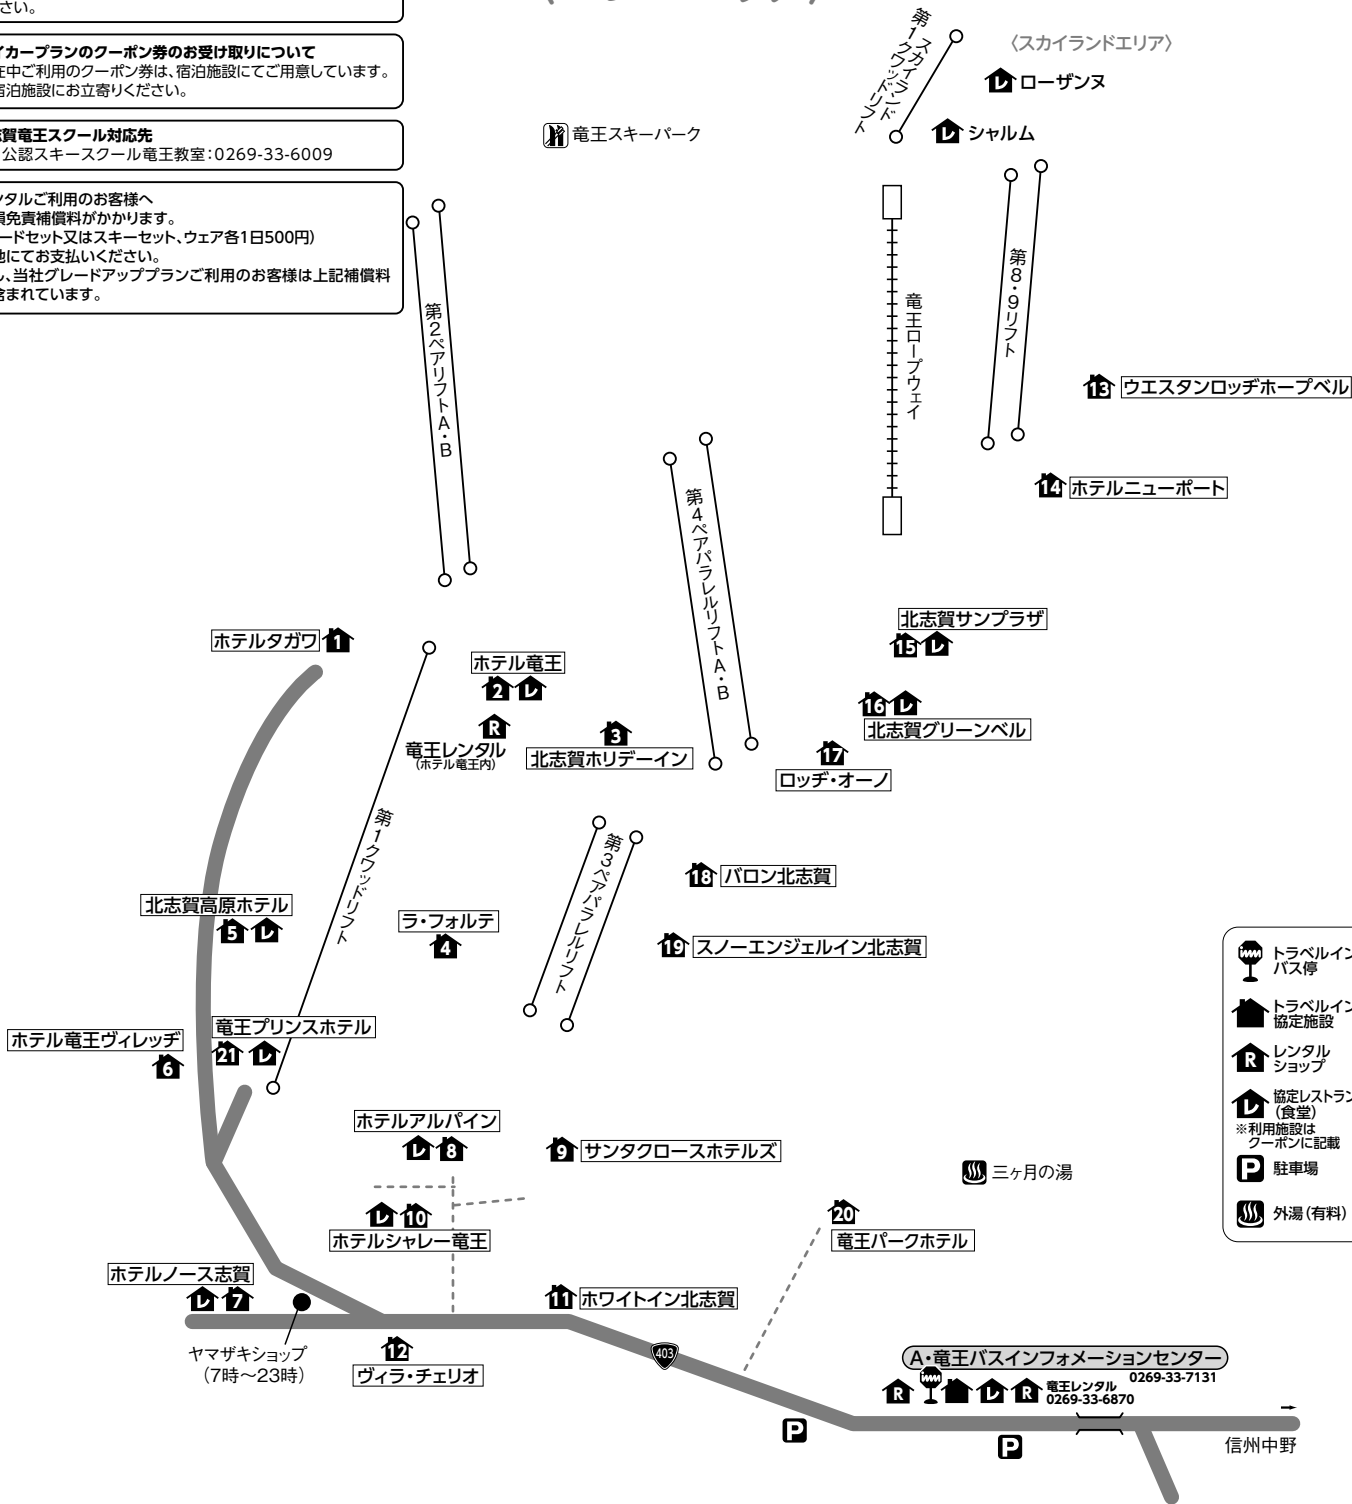 さい。
イカープランのクーポン券のお受け取りについて
在中ご利用のクーポン券は、宿泊施設にてご用意しています。
宿泊施設にお立寄りください。
賀竜王スクール対応先
公認スキースクール竜王教室：0269-33-6009
ンタルご利用のお客様へ
損免責補償料がかかります。
ードセット又はスキーセット、ウェア各1日500円）
地にてお支払いください。
し、当社グレードアッププランご利用のお客様は上記補償料
含まれています。
〈スカイランドエリア〉
スカイランド
第1クワッドリフト
レ ローザンヌ
レ シャルム
竜王スキーパーク
第2ペアリフトA・B
竜王ロープウェイ
第8・9リフト
13 ウエスタンロッヂホープベル
14 ホテルニューポート
第4ペアパラレルリフトA・B
北志賀サンプラザ
15 レ
ホテルタガワ 1
ホテル竜王
2 レ
R
竜王レンタル
（ホテル竜王内）
3
北志賀ホリデーイン
16 レ
北志賀グリーンベル
17
ロッヂ・オーノ
第1クワッドリフト
第3ペアパラレルリフト
18 バロン北志賀
北志賀高原ホテル
5 レ
ラ・フォルテ
4
19 スノーエンジェルイン北志賀
ホテル竜王ヴィレッヂ
6
竜王プリンスホテル
21 レ
ホテルアルパイン
レ 8
9 サンタクロースホテルズ
三ヶ月の湯
レ 10
ホテルシャレー竜王
20
竜王パークホテル
ホテルノース志賀
レ 7
11 ホワイトイン北志賀
ヤマザキショップ
（7時〜23時）
12
ヴィラ・チェリオ
403
A・竜王バスインフォメーションセンター
0269-33-7131
R レ R 竜王レンタル
0269-33-6870
P
P
信州中野
トラベルイン
バス停
トラベルイン
協定施設
R レンタル
ショップ
レ 協定レストラン
（食堂）
※利用施設は
クーポンに記載
P 駐車場
外湯（有料）